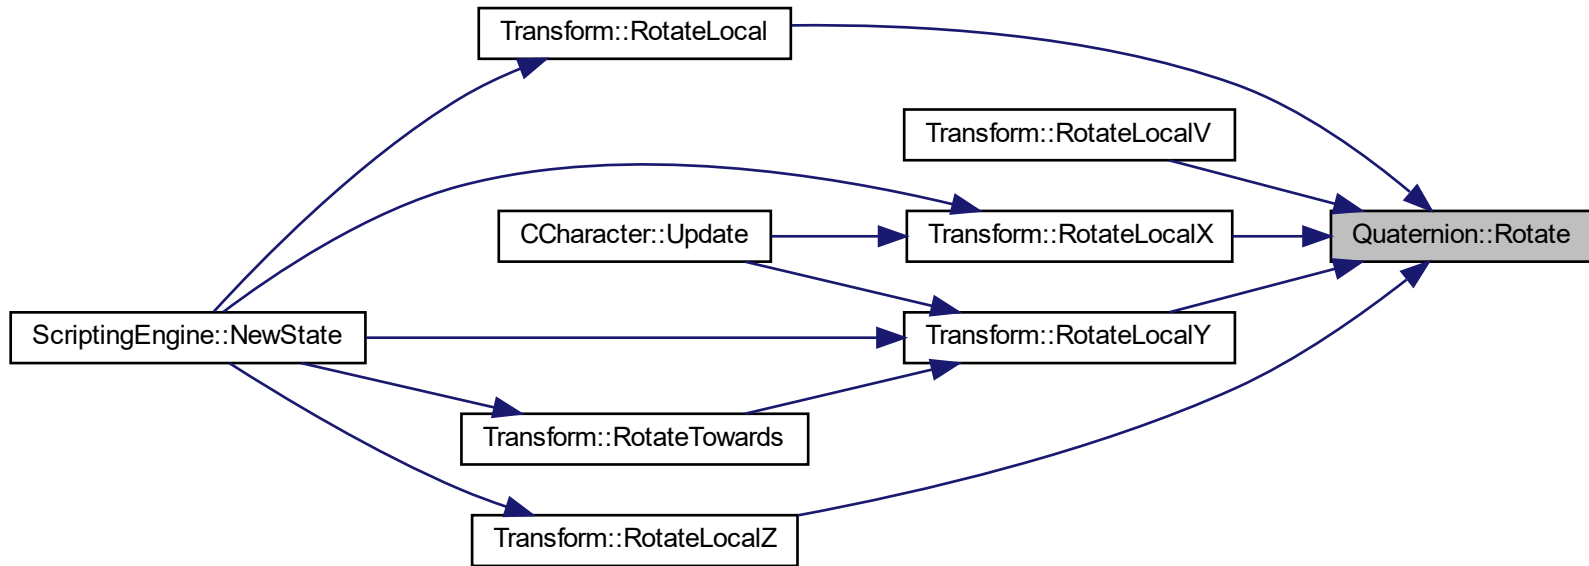 Transform::RotateLocal
Transform::RotateLocalV
CCharacter::Update
Transform::RotateLocalX
Quaternion::Rotate
ScriptingEngine::NewState
Transform::RotateLocalY
Transform::RotateTowards
Transform::RotateLocalZ